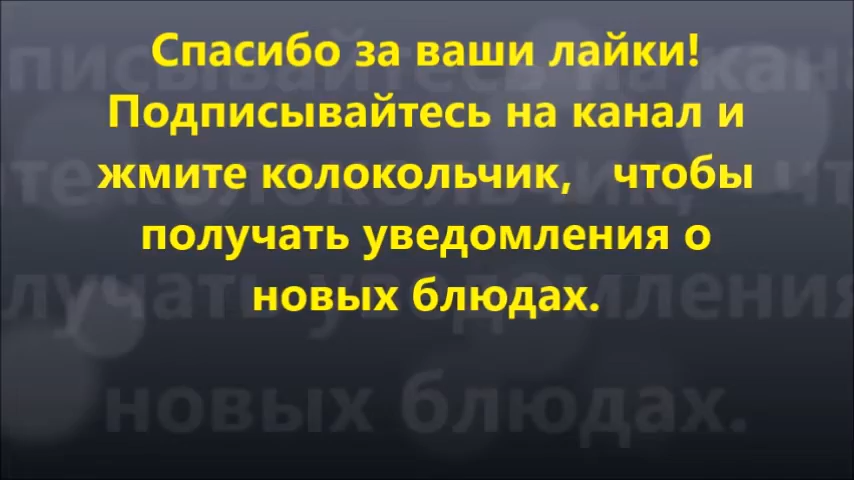 Спасибо за ваши лайки!
Подписывайтесь на канал и
жмите колокольчик, чтобы
получать уведомления о
новых блюдах.